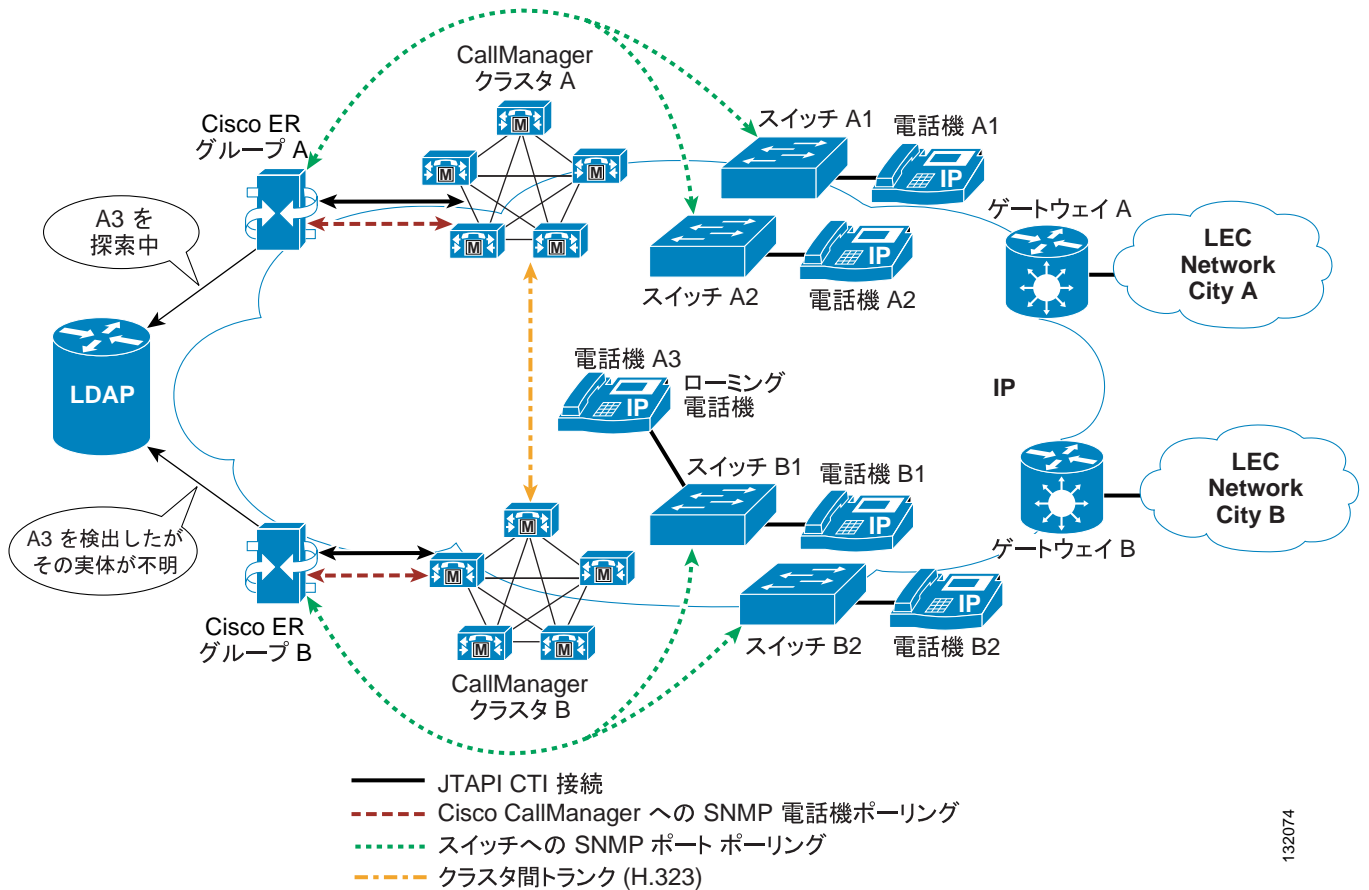 CallManager
クラスタ A
Cisco ER
グループ A
スイッチ A1
電話機 A1
IP
A3 を
探索中
M
M
M
M
M
ゲートウェイ A
LEC
Network
City A
IP
スイッチ A2
電話機 A2
電話機 A3
ローミング
電話機
IP
IP
LDAP
スイッチ B1
電話機 B1
IP
LEC
Network
City B
A3 を検出したが
その実体が不明
M
M
M
M
M
ゲートウェイ B
IP
Cisco ER
グループ B
スイッチ B2
電話機 B2
CallManager
クラスタ B
JTAPI CTI 接続
Cisco CallManager への SNMP 電話機ポーリング
スイッチへの SNMP ポート ポーリング
クラスタ間トランク (H.323)
132074